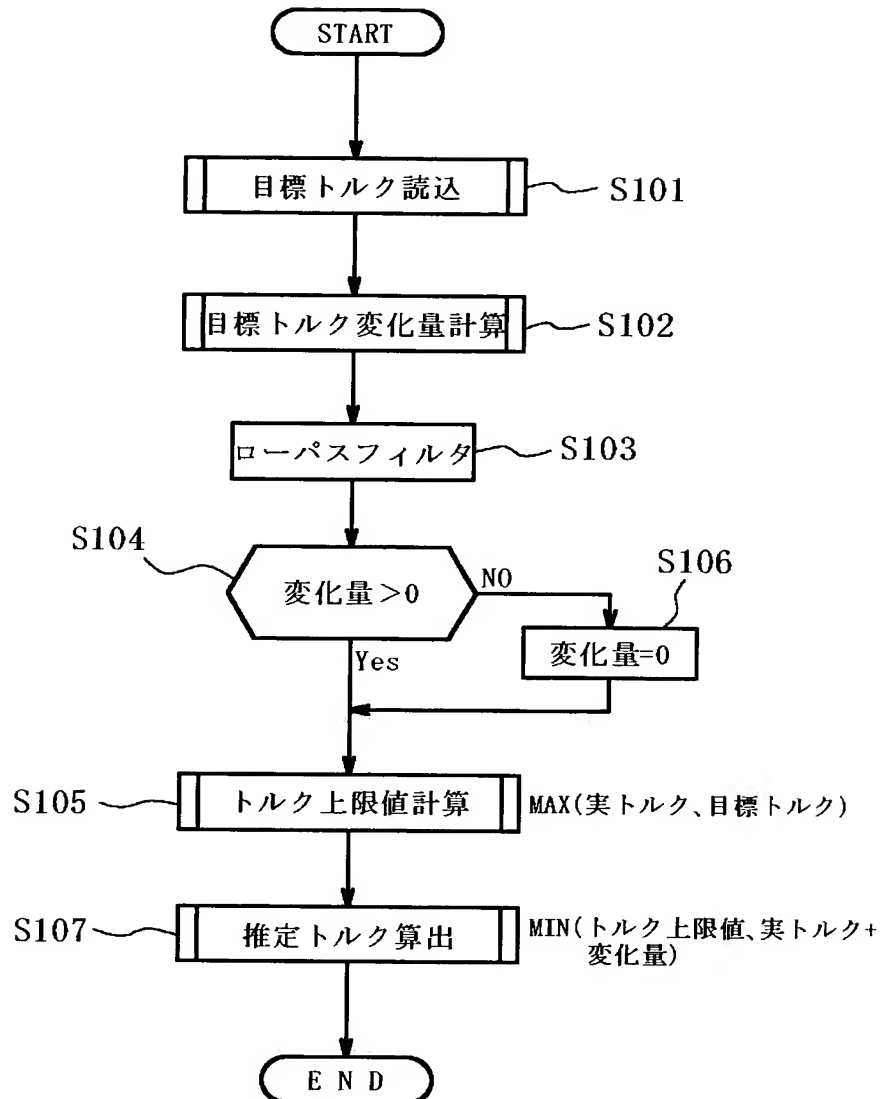 START
目標トルク読込
S101
目標トルク変化量計算
S102
ローパスフィルタ
S103
S104
変化量>0
NO
S106
変化量=0
Yes
S105
トルク上限値計算
MAX(実トルク、目標トルク)
S107
推定トルク算出
MIN(トルク上限値、実トルク+
変化量)
END